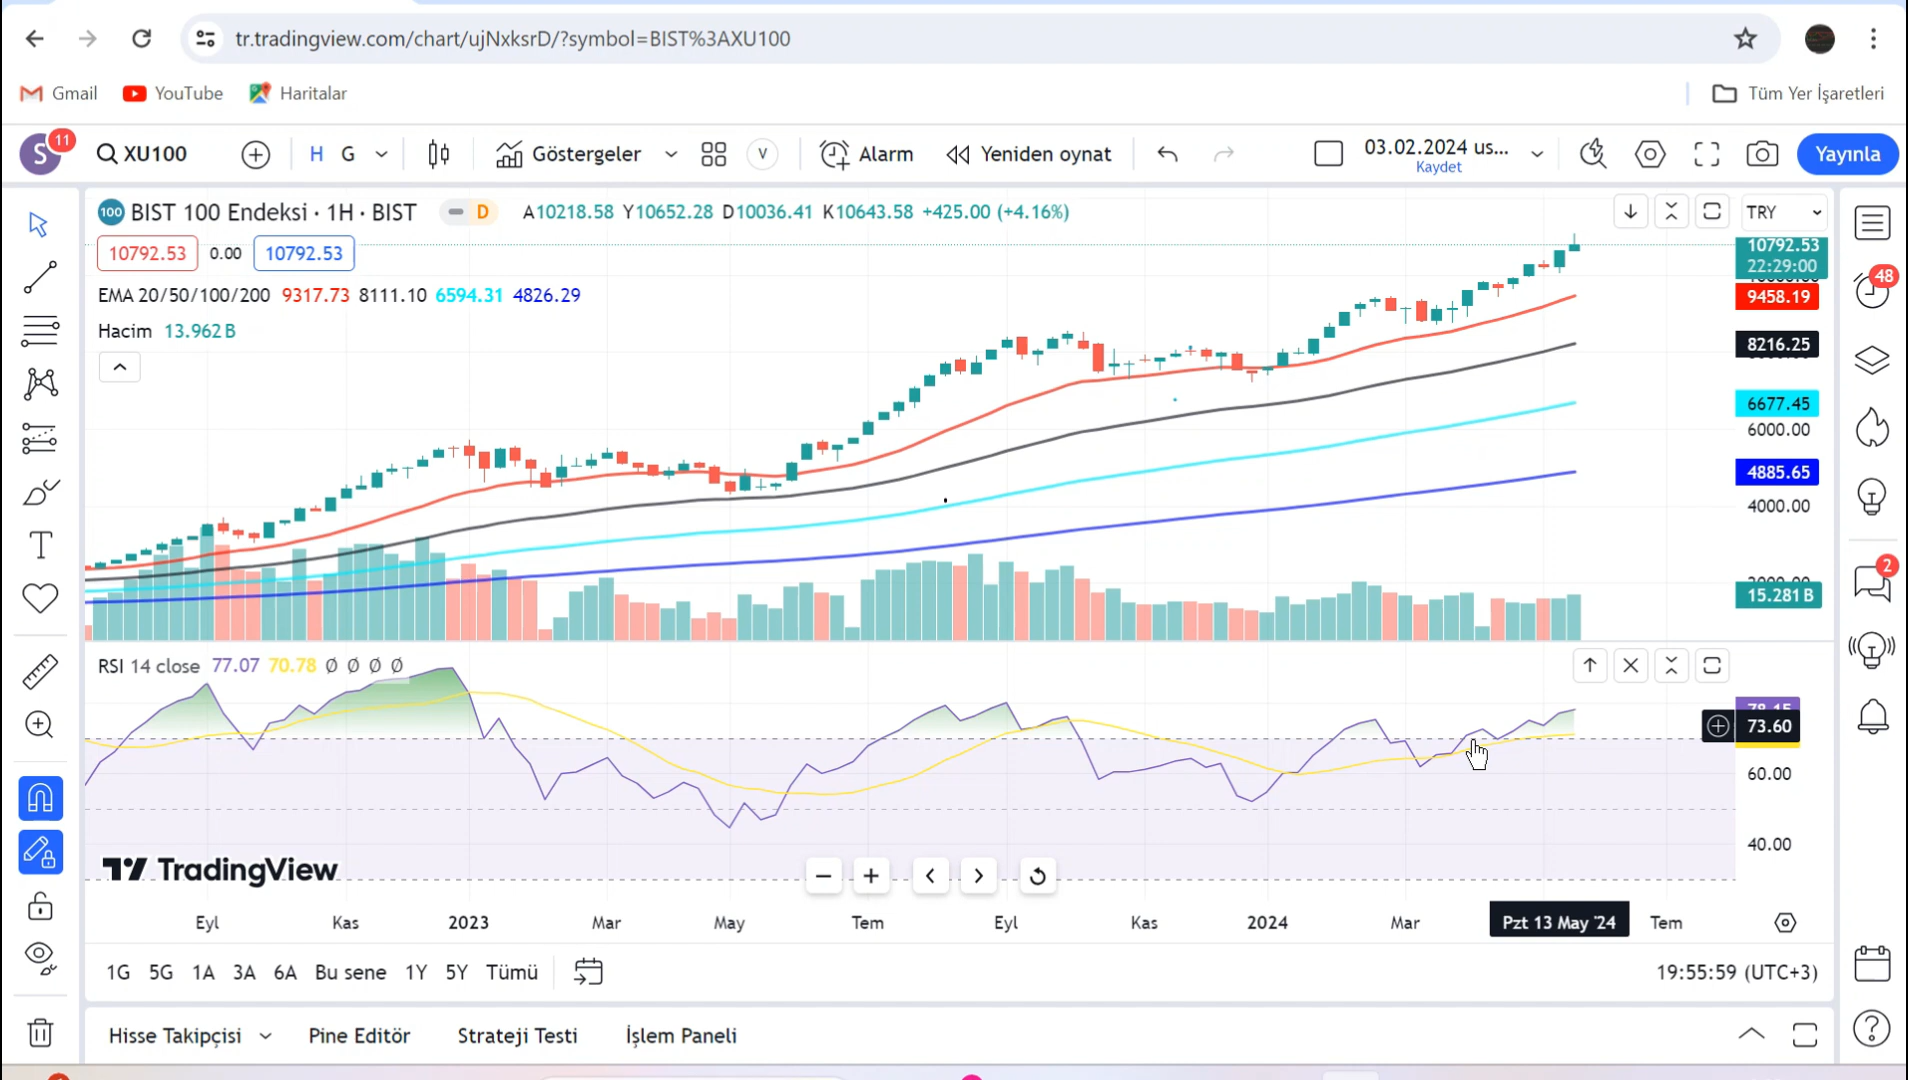 tr.tradingview.com/chart/ujNxksrD/?symbol=BIST%3AXU100
Gmail YouTube Haritalar Tüm Yer İşaretleri
S 11 XU100 H G Göstergeler V Alarm Yeniden oynat 03.02.2024 us... Kaydet Yayınla
100 BIST 100 Endeksi · 1H · BIST D A10218.58 Y10652.28 D10036.41 K10643.58 +425.00 (+4.16%) TRY
10792.53 0.00 10792.53
EMA 20/50/100/200 9317.73 8111.10 6594.31 4826.29
Hacim 13.962 B
10792.53
22:29:00
9458.19
8216.25
6677.45
6000.00
4885.65
4000.00
15.281 B
48
2
RSI 14 close 77.07 70.78 Ø Ø Ø Ø
73.60
60.00
40.00
TradingView
Eyl Kas 2023 Mar May Tem Eyl Kas 2024 Mar Pzt 13 May '24 Tem
1G 5G 1A 3A 6A Bu sene 1Y 5Y Tümü 19:55:59 (UTC+3)
Hisse Takipçisi Pine Editör Strateji Testi İşlem Paneli